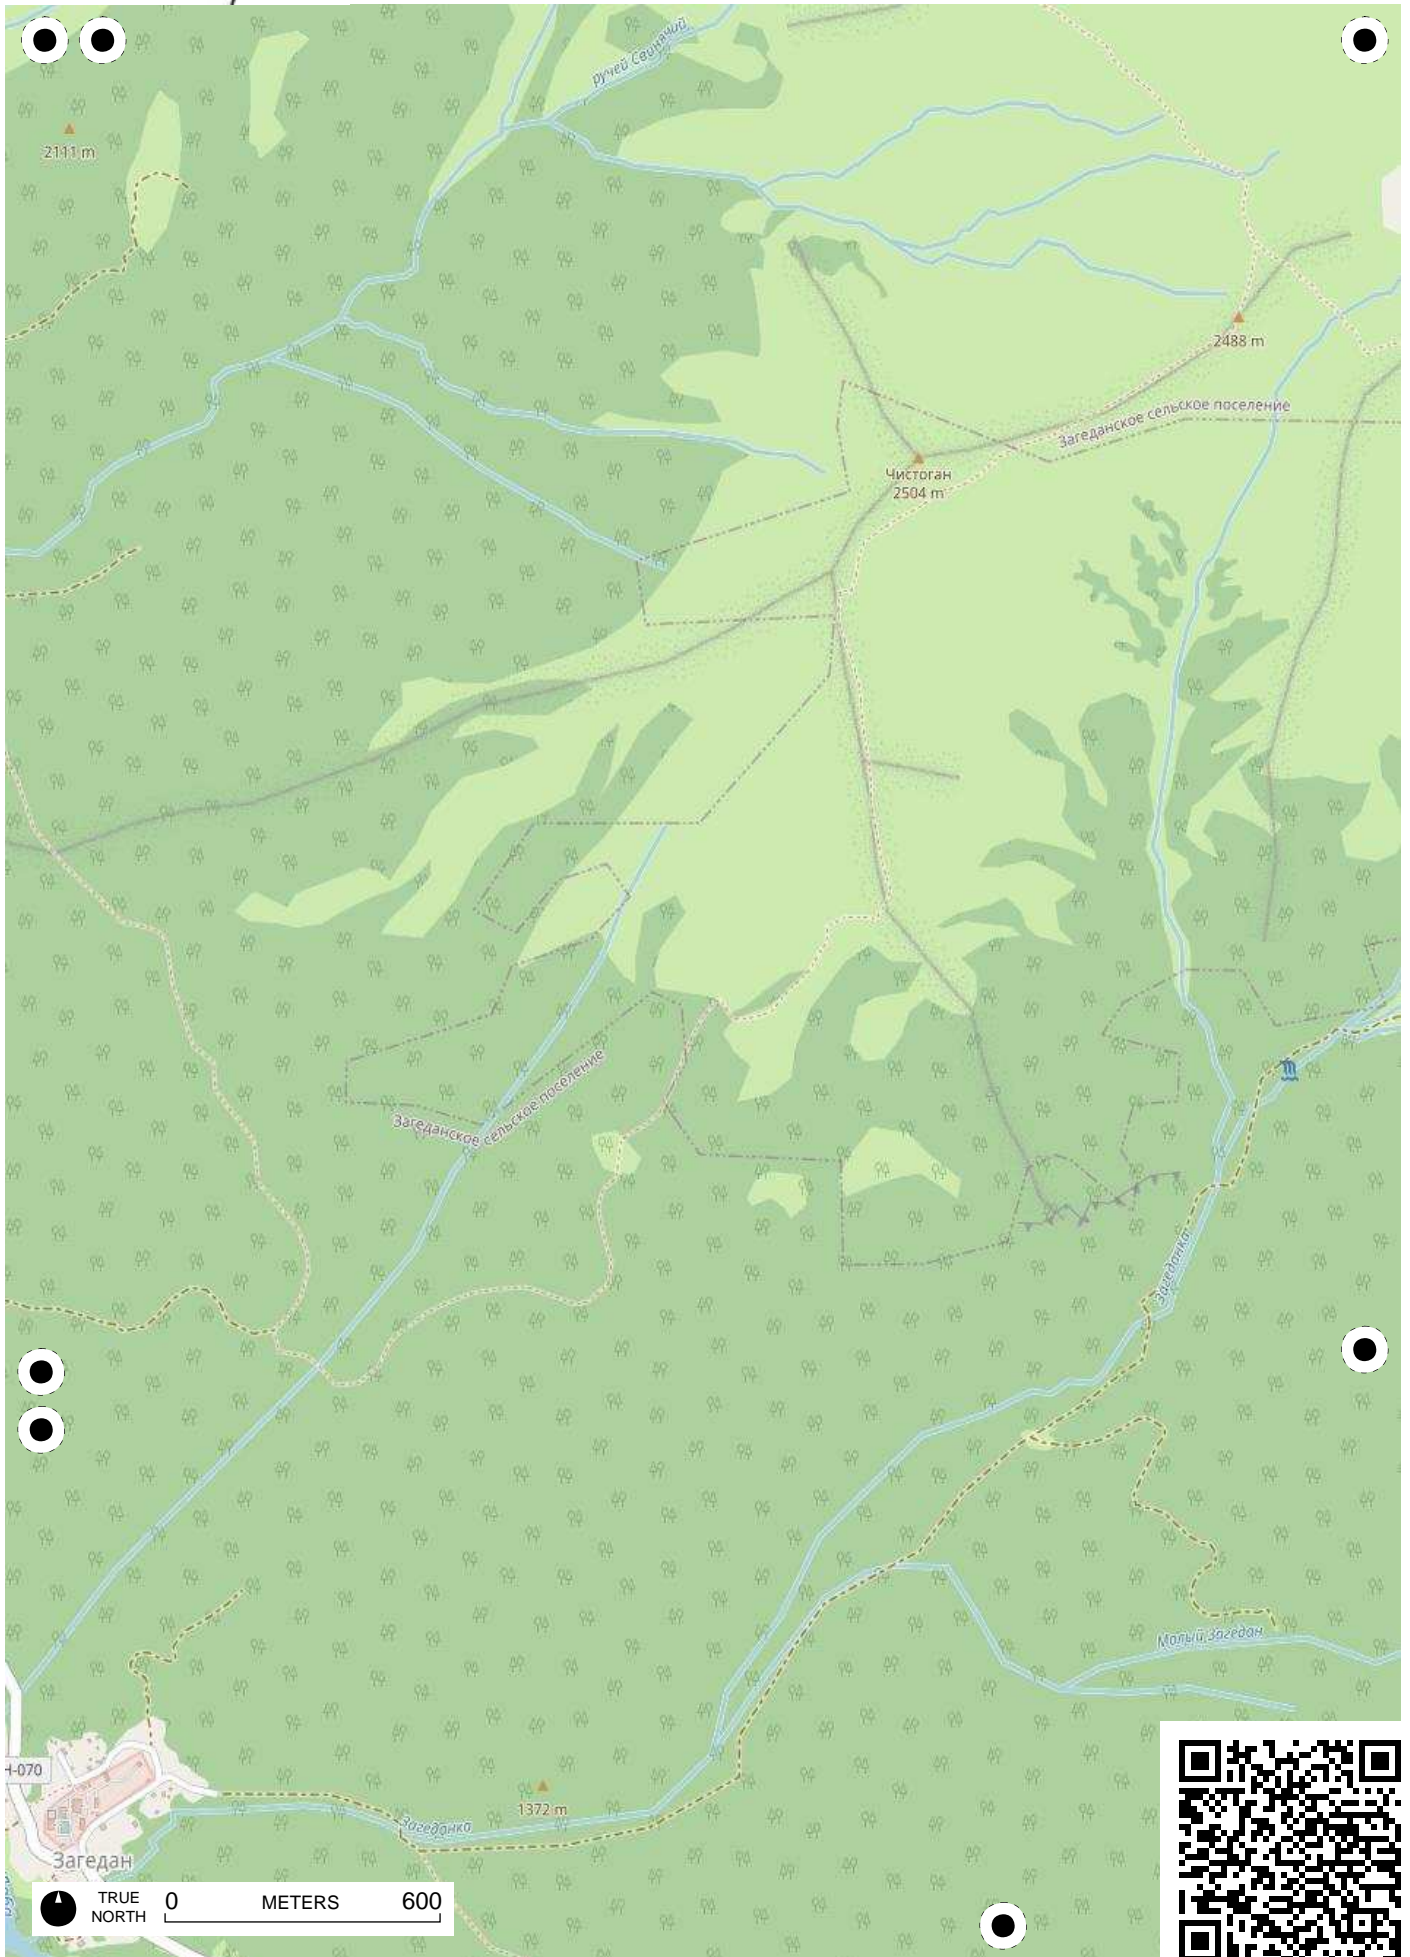 ручей Свинячий
2111 m
2488 m
Загеданское сельское поселение
Чистоган
2504 m
Загеданское сельское поселение
Загеданка
Малый Загедан
Н-070
1372 m
Загеданка
Загедан
TRUE
NORTH
0 METERS 600